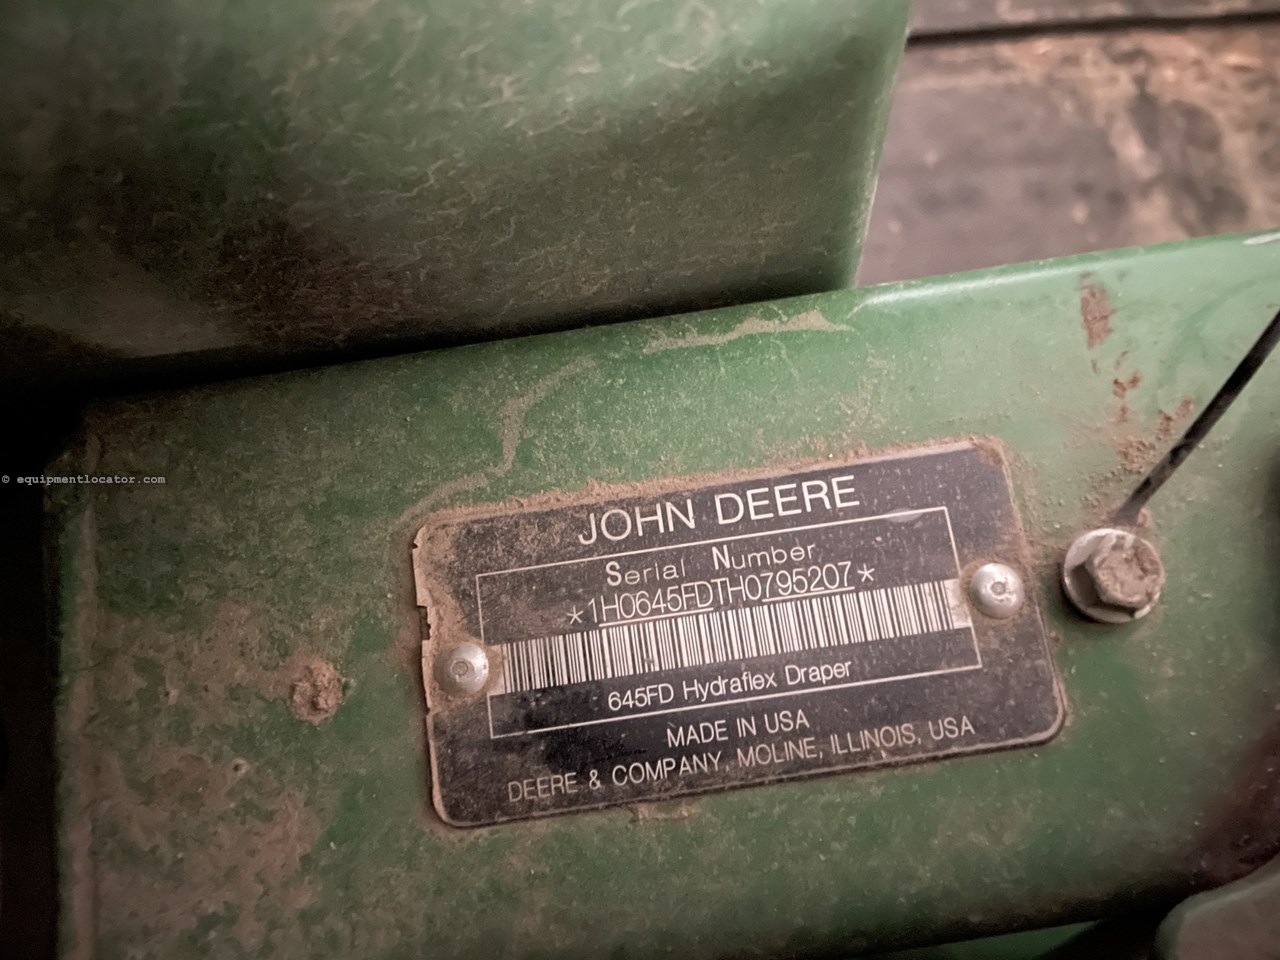 JOHN DEERE
Serial Number
*1H0645FDTH0795207*
645FD Hydraflex Draper
MADE IN USA
DEERE & COMPANY, MOLINE, ILLINOIS, USA
© equipmentlocator.com